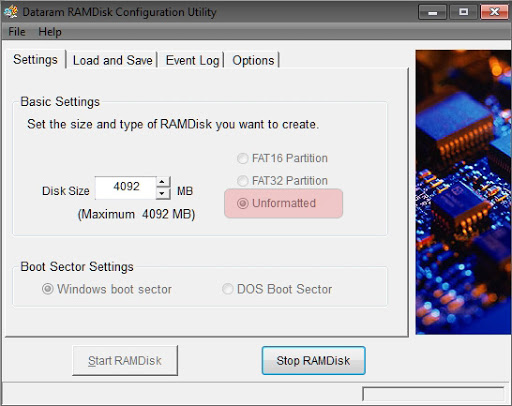 Dataram RAMDisk Configuration Utility
File Help
Settings Load and Save Event Log Options
Basic Settings
Set the size and type of RAMDisk you want to create.
FAT16 Partition
Disk Size 4092 MB
FAT32 Partition
(Maximum 4092 MB)
Unformatted
Boot Sector Settings
Windows boot sector DOS Boot Sector
Start RAMDisk Stop RAMDisk